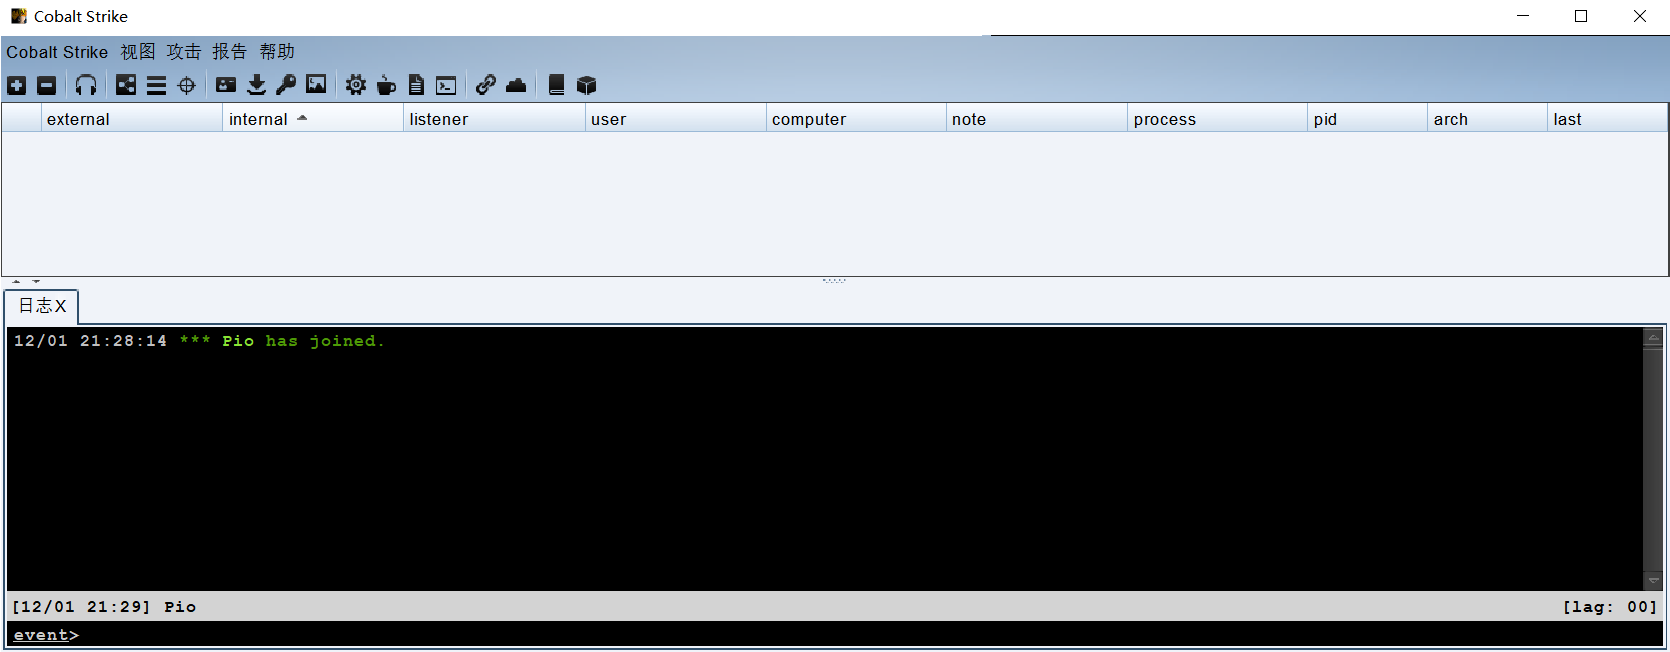 Cobalt Strike
Cobalt Strike 视图 攻击 报告 帮助
external internal listener user computer note process pid arch last
日志X
12/01 21:28:14 *** Pio has joined.
[12/01 21:29] Pio [lag: 00]
event>